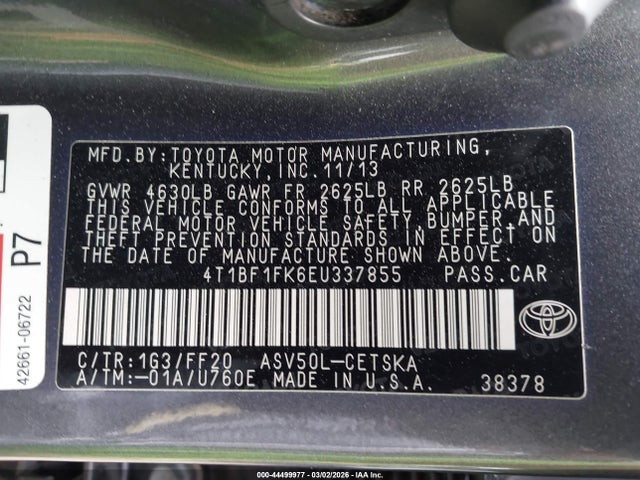 MFD.BY:TOYOTA MOTOR MANUFACTURING,
KENTUCKY,INC.11/13
GVWR 4630LB GAWR FR 2625LB RR 2625LB
THIS VEHICLE CONFORMS TO ALL APPLICABLE
FEDERAL MOTOR VEHICLE SAFETY,BUMPER,AND
THEFT PREVENTION STANDARDS IN EFFECT ON
THE DATE OF MANUFACTURE SHOWN ABOVE.
4T1BF1FK6EU337855 PASS.CAR
C/TR:1G3/FF20 ASV50L-CETSKA
A/TM:-01A/U760E MADE IN U.S.A. 38378
42661-06722 P7
000-44499977 - 03/02/2026 - IAA Inc.